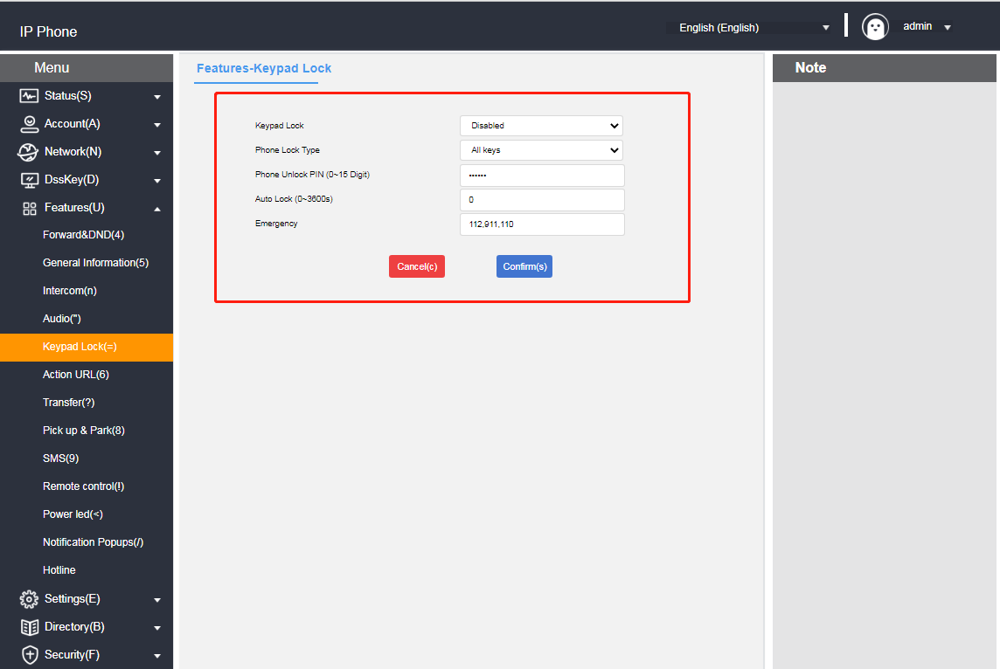 IP Phone
English (English)
admin
Menu
Status(S)
Account(A)
Network(N)
DssKey(D)
Features(U)
Forward&DND(4)
General Information(5)
Intercom(n)
Audio(")
Keypad Lock(=)
Action URL(6)
Transfer(?)
Pick up & Park(8)
SMS(9)
Remote control(!)
Power led(<)
Notification Popups(/)
Hotline
Settings(E)
Directory(B)
Security(F)
Features-Keypad Lock
Keypad Lock Disabled
Phone Lock Type All keys
Phone Unlock PIN (0~15 Digit) ••••••
Auto Lock (0~3600s) 0
Emergency 112,911,110
Cancel(c) Confirm(s)
Note